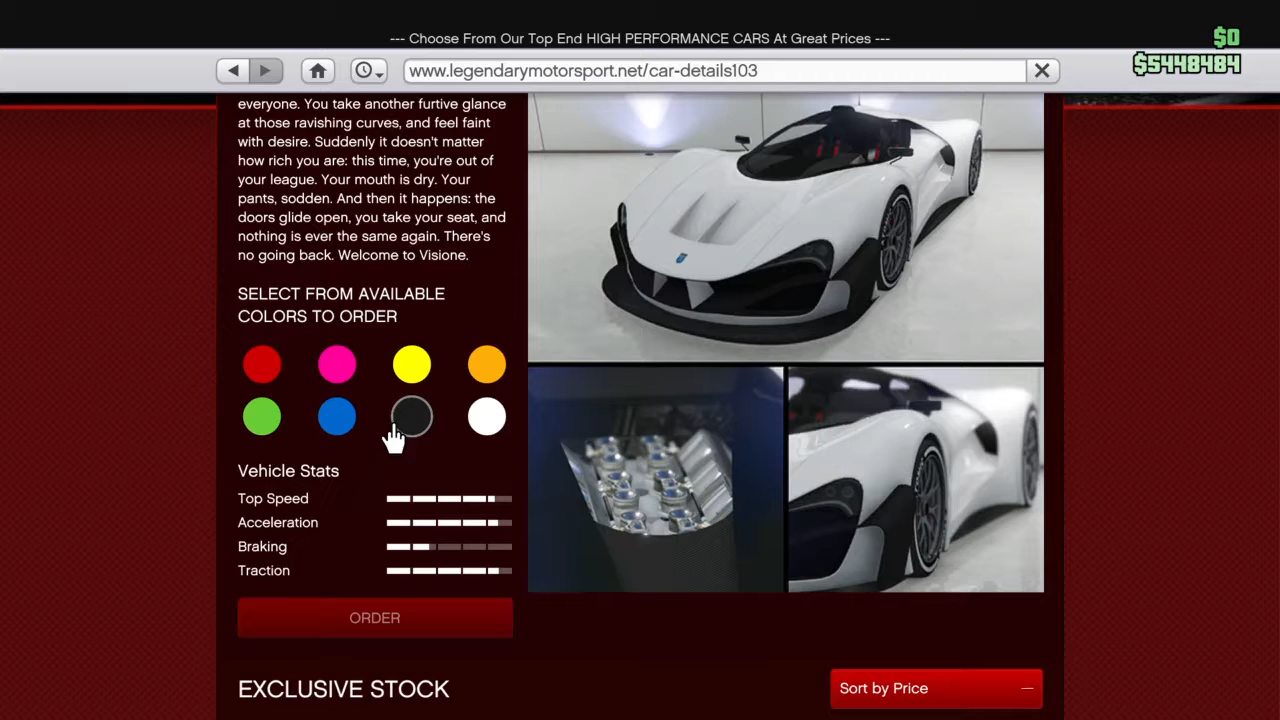 --- Choose From Our Top End HIGH PERFORMANCE CARS At Great Prices ---
$0
$5448484
www.legendarymotorsport.net/car-details103
everyone. You take another furtive glance
at those ravishing curves, and feel faint
with desire. Suddenly it doesn't matter
how rich you are: this time, you're out of
your league. Your mouth is dry. Your
pants, sodden. And then it happens: the
doors glide open, you take your seat, and
nothing is ever the same again. There's
no going back. Welcome to Visione.
SELECT FROM AVAILABLE
COLORS TO ORDER
Vehicle Stats
Top Speed
Acceleration
Braking
Traction
ORDER
EXCLUSIVE STOCK
Sort by Price